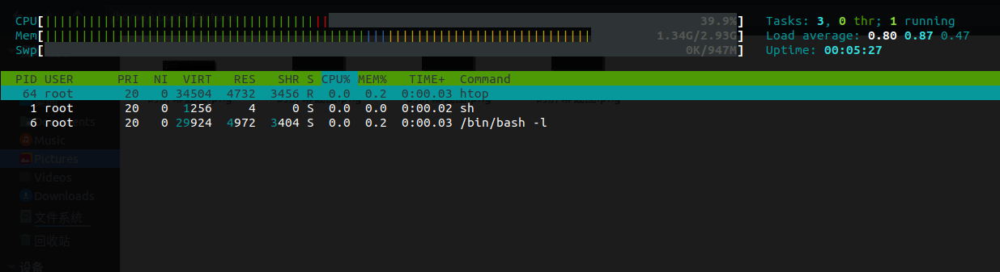 CPU[|||||||||||||||||||||||||||||||||||||||| 39.9%] Tasks: 3, 0 thr; 1 running
Mem[||||||||||||||||||||||||||||||||||||||||||||||||||||||||||||||||||||||||||| 1.34G/2.93G] Load average: 0.80 0.87 0.47
Swp[ 0K/947M] Uptime: 00:05:27
PID USER PRI NI VIRT RES SHR S CPU% MEM% TIME+ Command
64 root 20 0 34504 4732 3456 R 0.0 0.2 0:00.03 htop
1 root 20 0 1256 4 0 S 0.0 0.0 0:00.02 sh
6 root 20 0 29924 4972 3404 S 0.0 0.2 0:00.03 /bin/bash -l
Music
Pictures
Videos
Downloads
文件系统
回收站
设备